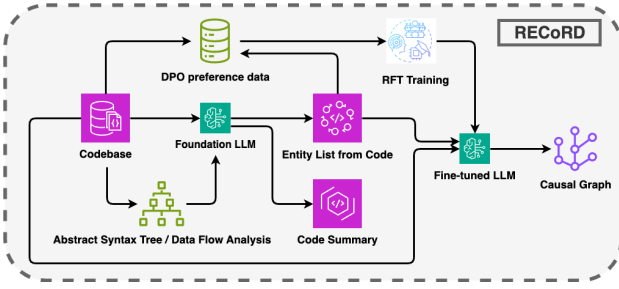 RECoRD
DPO preference data
RFT Training
Codebase
Foundation LLM
Entity List from Code
Fine-tuned LLM
Causal Graph
Abstract Syntax Tree / Data Flow Analysis
Code Summary